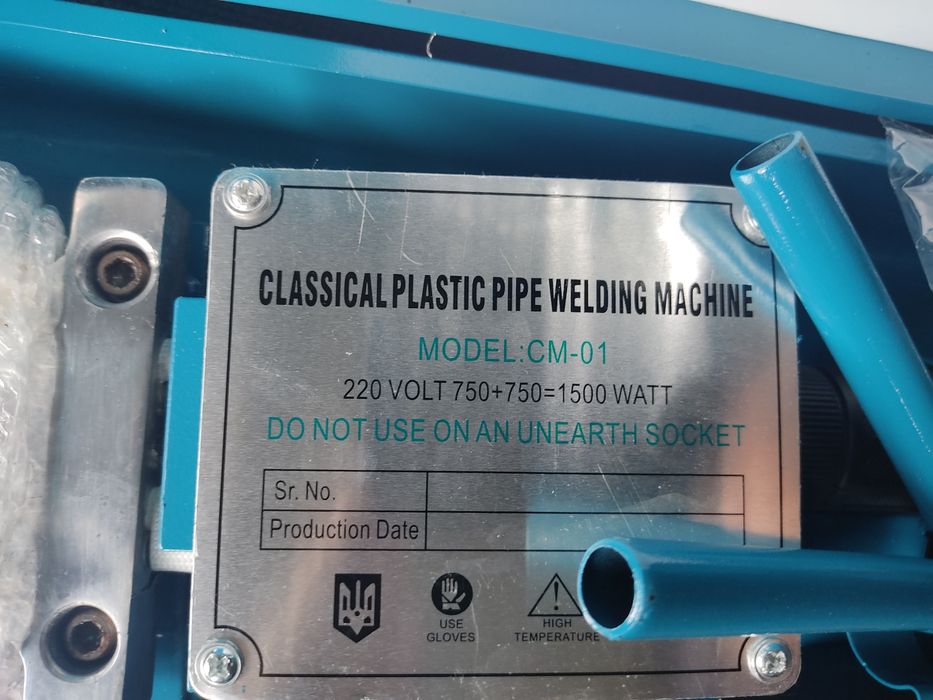 CLASSICAL PLASTIC PIPE WELDING MACHINE
MODEL:CM-01
220 VOLT 750+750=1500 WATT
DO NOT USE ON AN UNEARTH SOCKET
Sr. No.
Production Date
USE
GLOVES
HIGH
TEMPERATURE